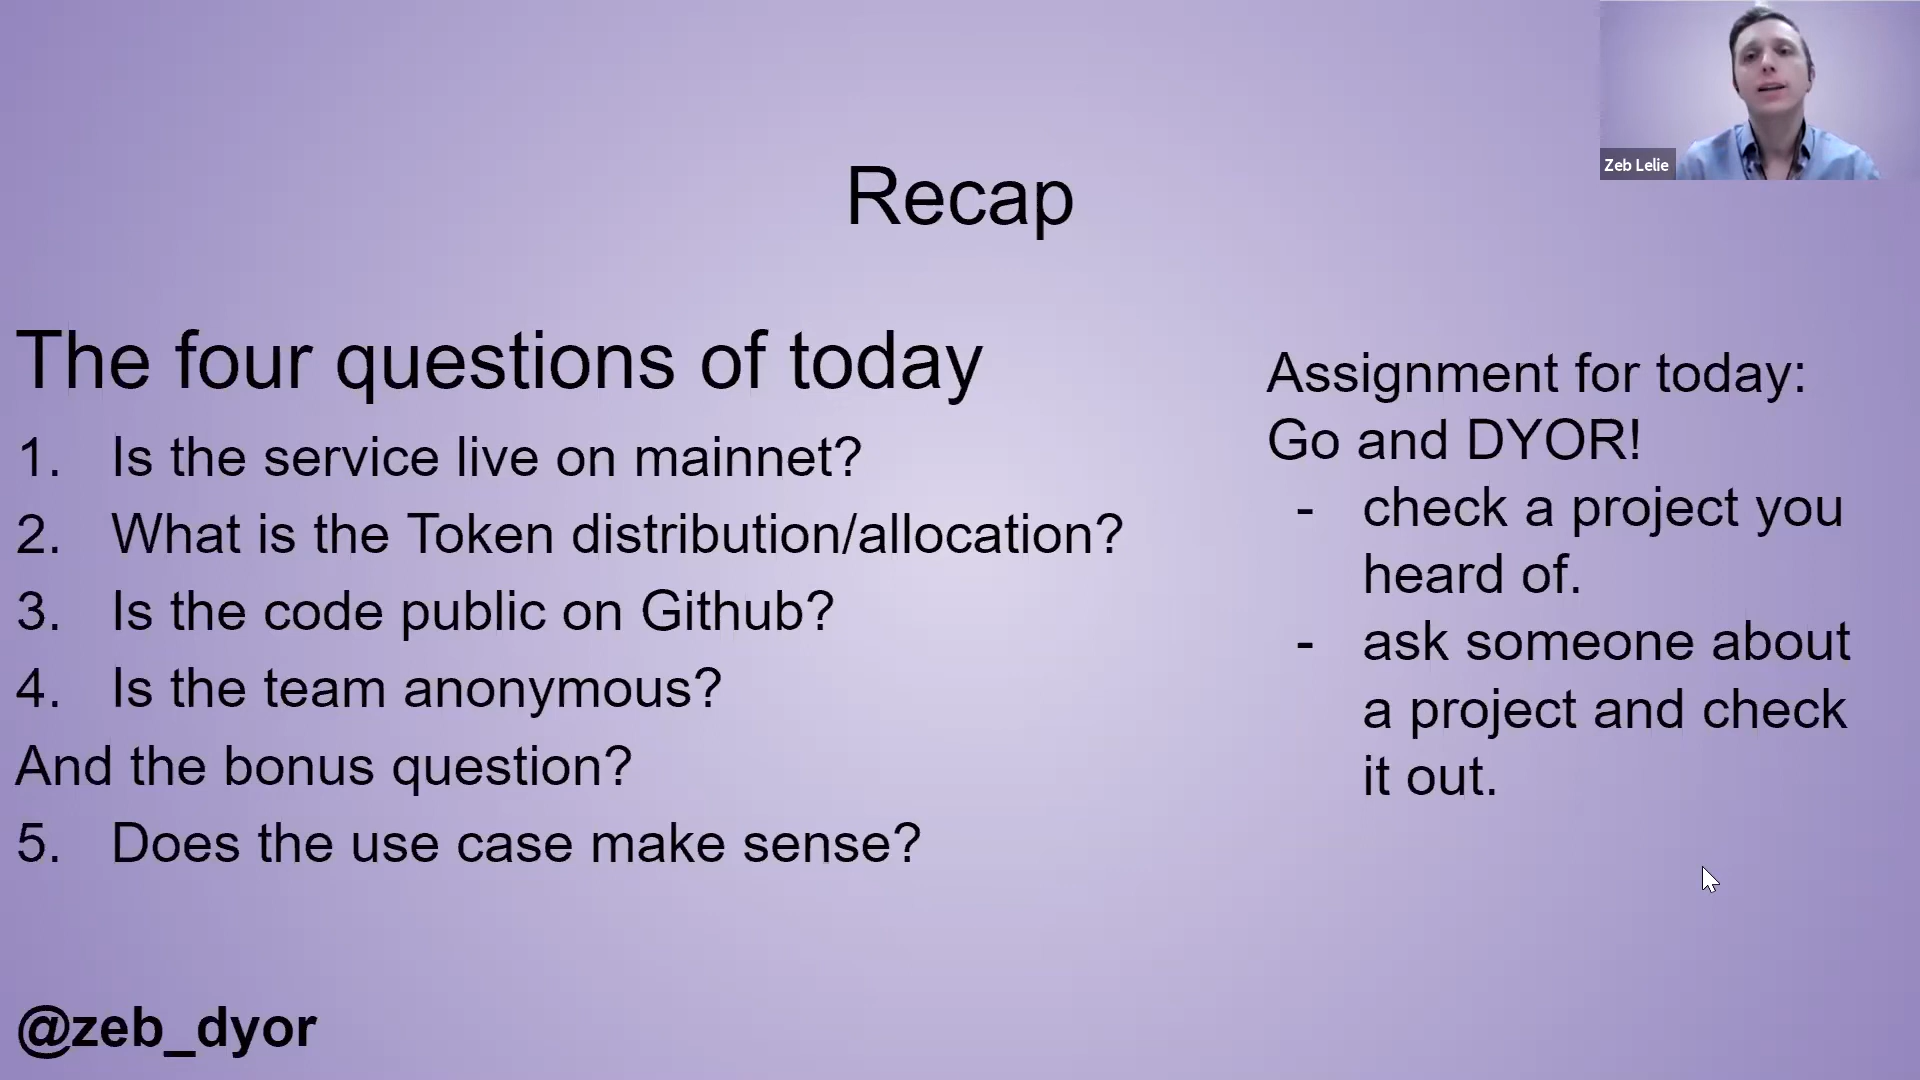 Zeb Lelie
Recap
The four questions of today
1. Is the service live on mainnet?
2. What is the Token distribution/allocation?
3. Is the code public on Github?
4. Is the team anonymous?
And the bonus question?
5. Does the use case make sense?
Assignment for today:
Go and DYOR!
- check a project you
heard of.
- ask someone about
a project and check
it out.
@zeb_dyor